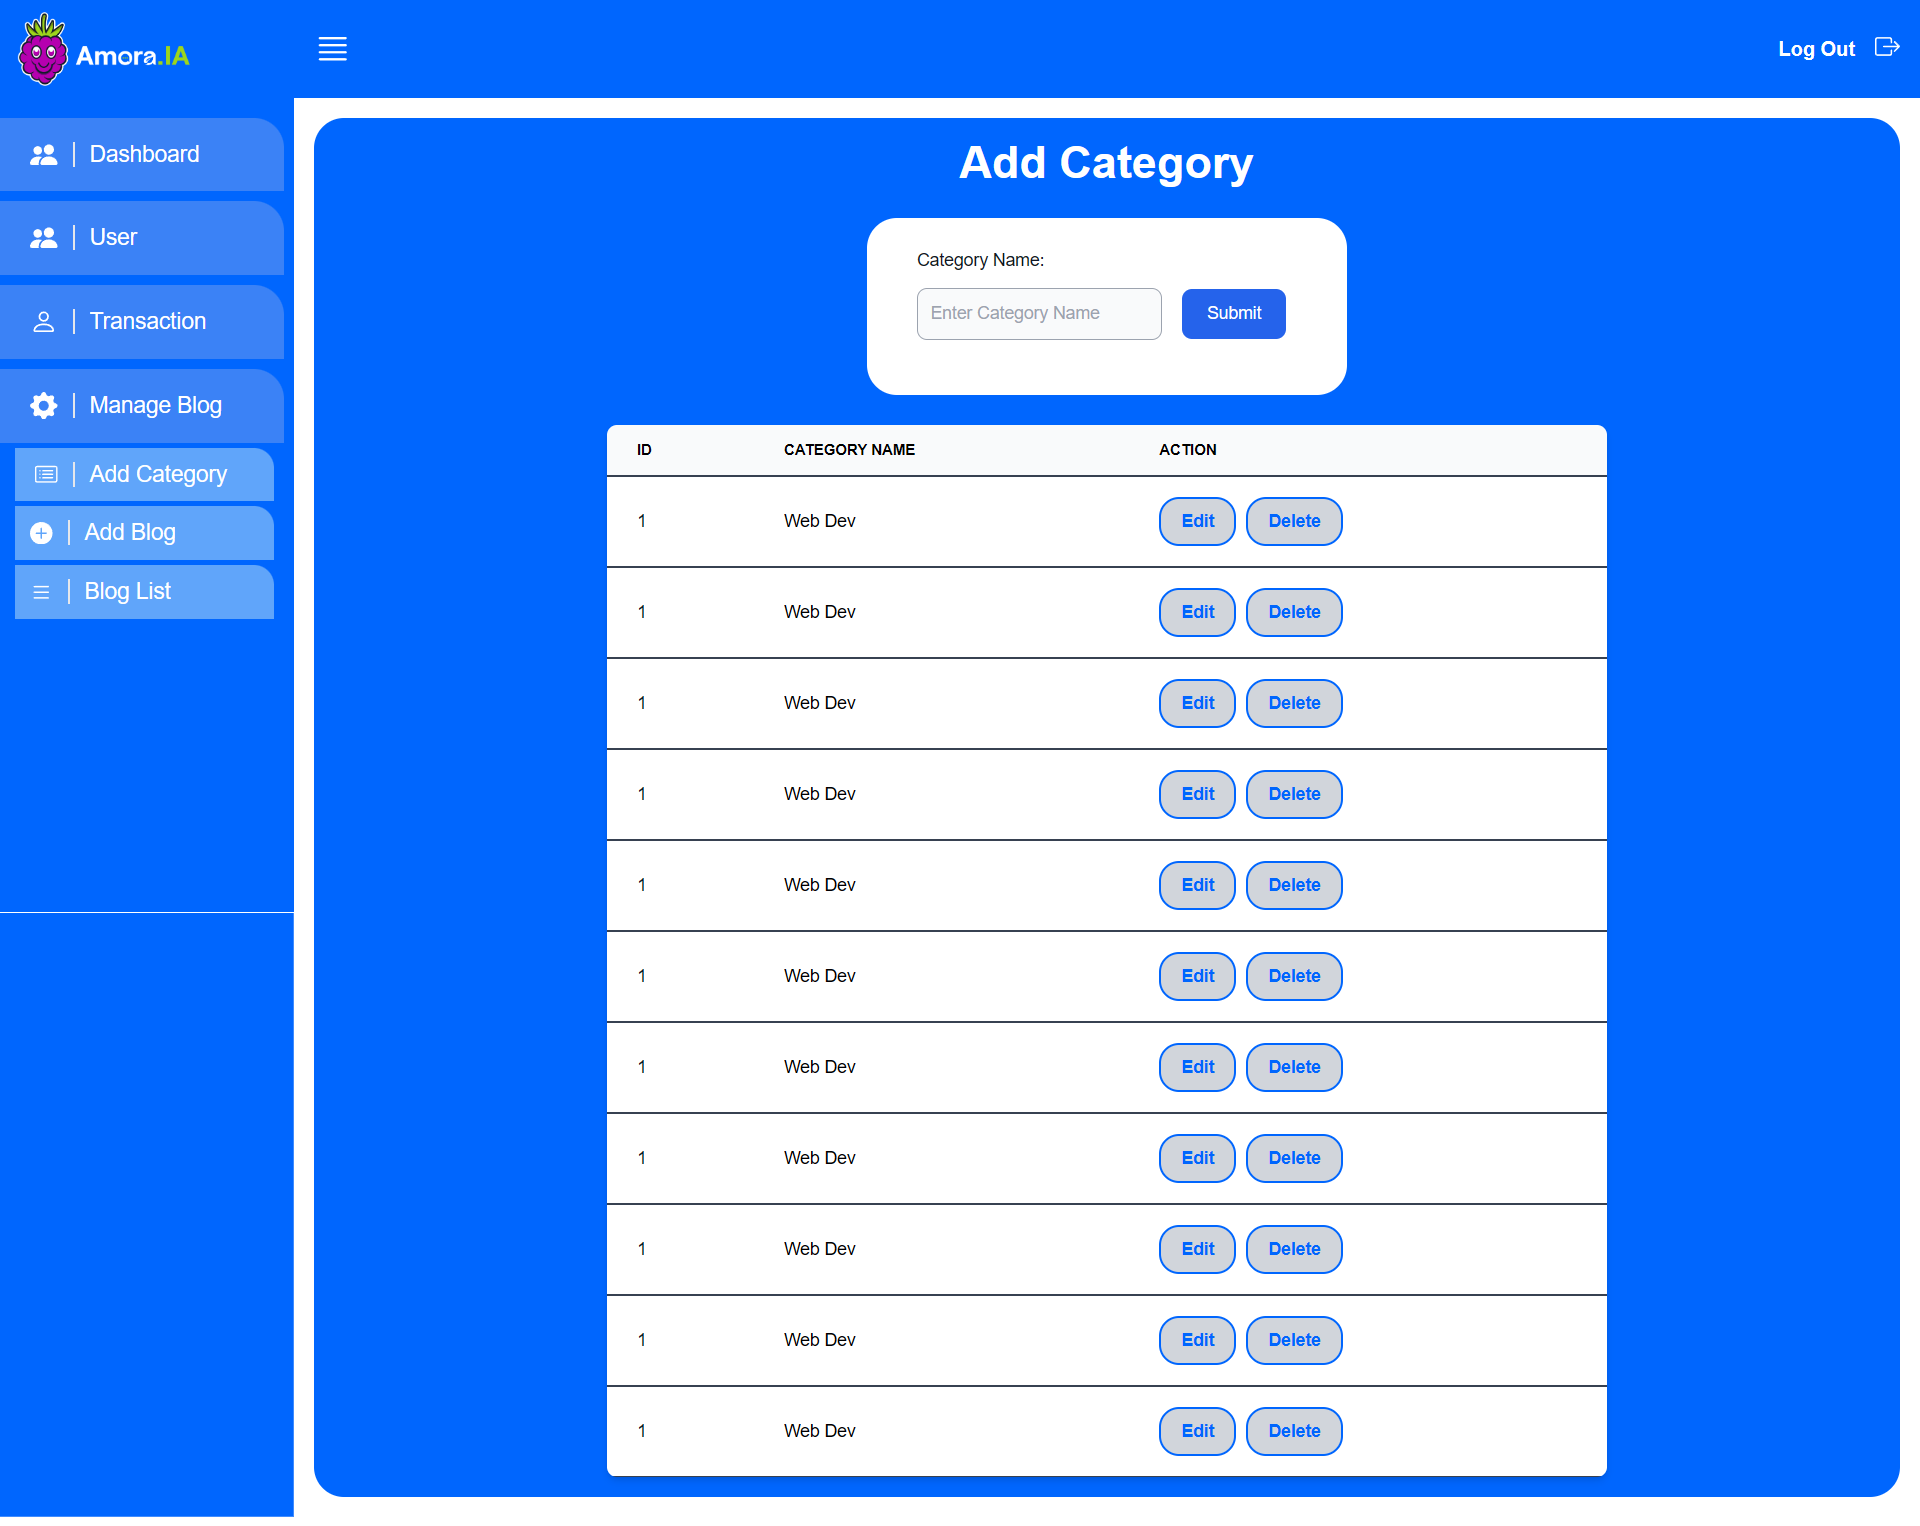 Amora.IA
Log Out
Dashboard
User
Transaction
Manage Blog
Add Category
Add Blog
Blog List
Add Category
Category Name:
Enter Category Name
Submit
ID CATEGORY NAME ACTION
1 Web Dev Edit Delete
1 Web Dev Edit Delete
1 Web Dev Edit Delete
1 Web Dev Edit Delete
1 Web Dev Edit Delete
1 Web Dev Edit Delete
1 Web Dev Edit Delete
1 Web Dev Edit Delete
1 Web Dev Edit Delete
1 Web Dev Edit Delete
1 Web Dev Edit Delete